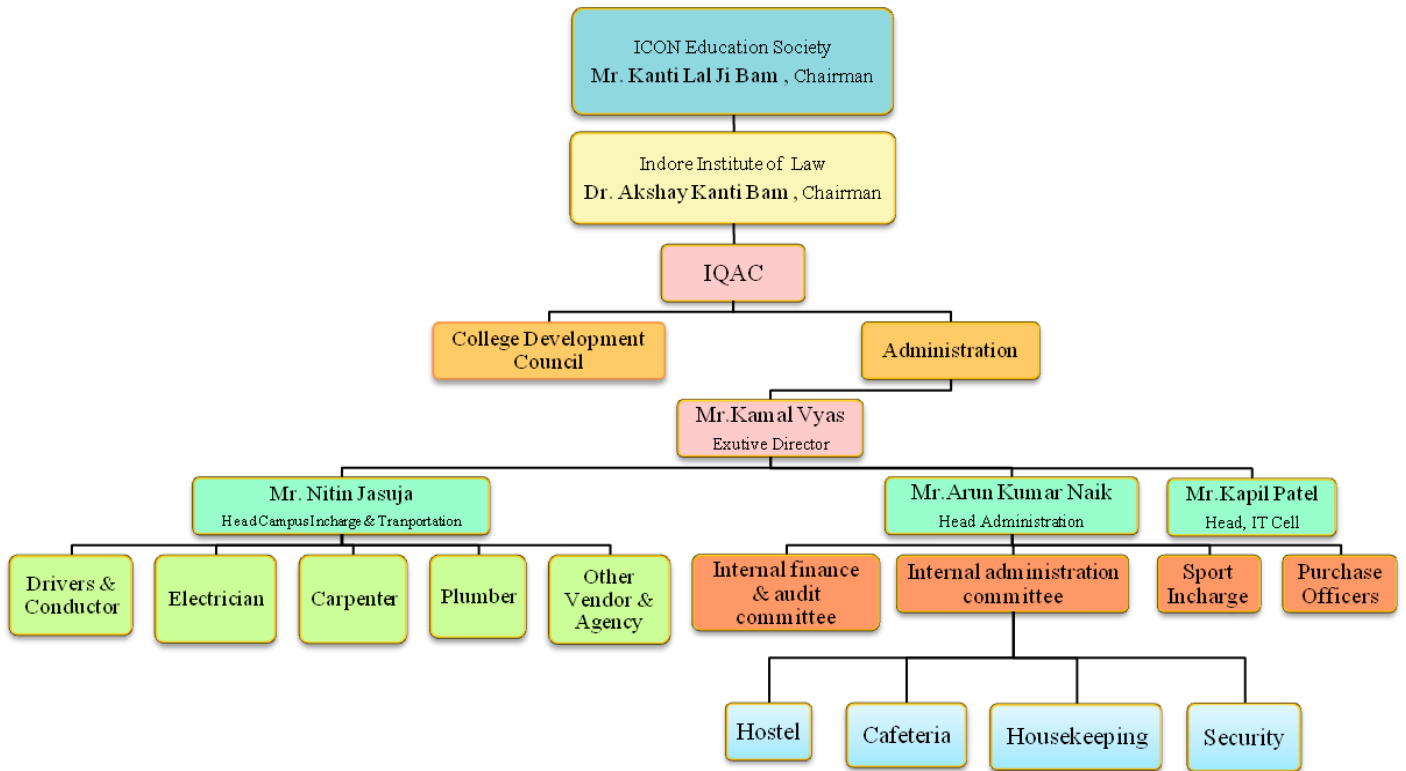 ICON Education Society
Mr. Kanti Lal Ji Bam , Chairman
Indore Institute of Law
Dr. Akshay Kanti Bam , Chairman
IQAC
College Development
Council
Administration
Mr.Kamal Vyas
Exutive Director
Mr. Nitin Jasuja
Head Campus Incharge & Tranportation
Mr.Arun Kumar Naik
Head Administration
Mr.Kapil Patel
Head, IT Cell
Drivers &
Conductor
Electrician
Carpenter
Plumber
Other
Vendor &
Agency
Internal finance
& audit
committee
Internal administration
committee
Sport
Incharge
Purchase
Officers
Hostel
Cafeteria
Housekeeping
Security